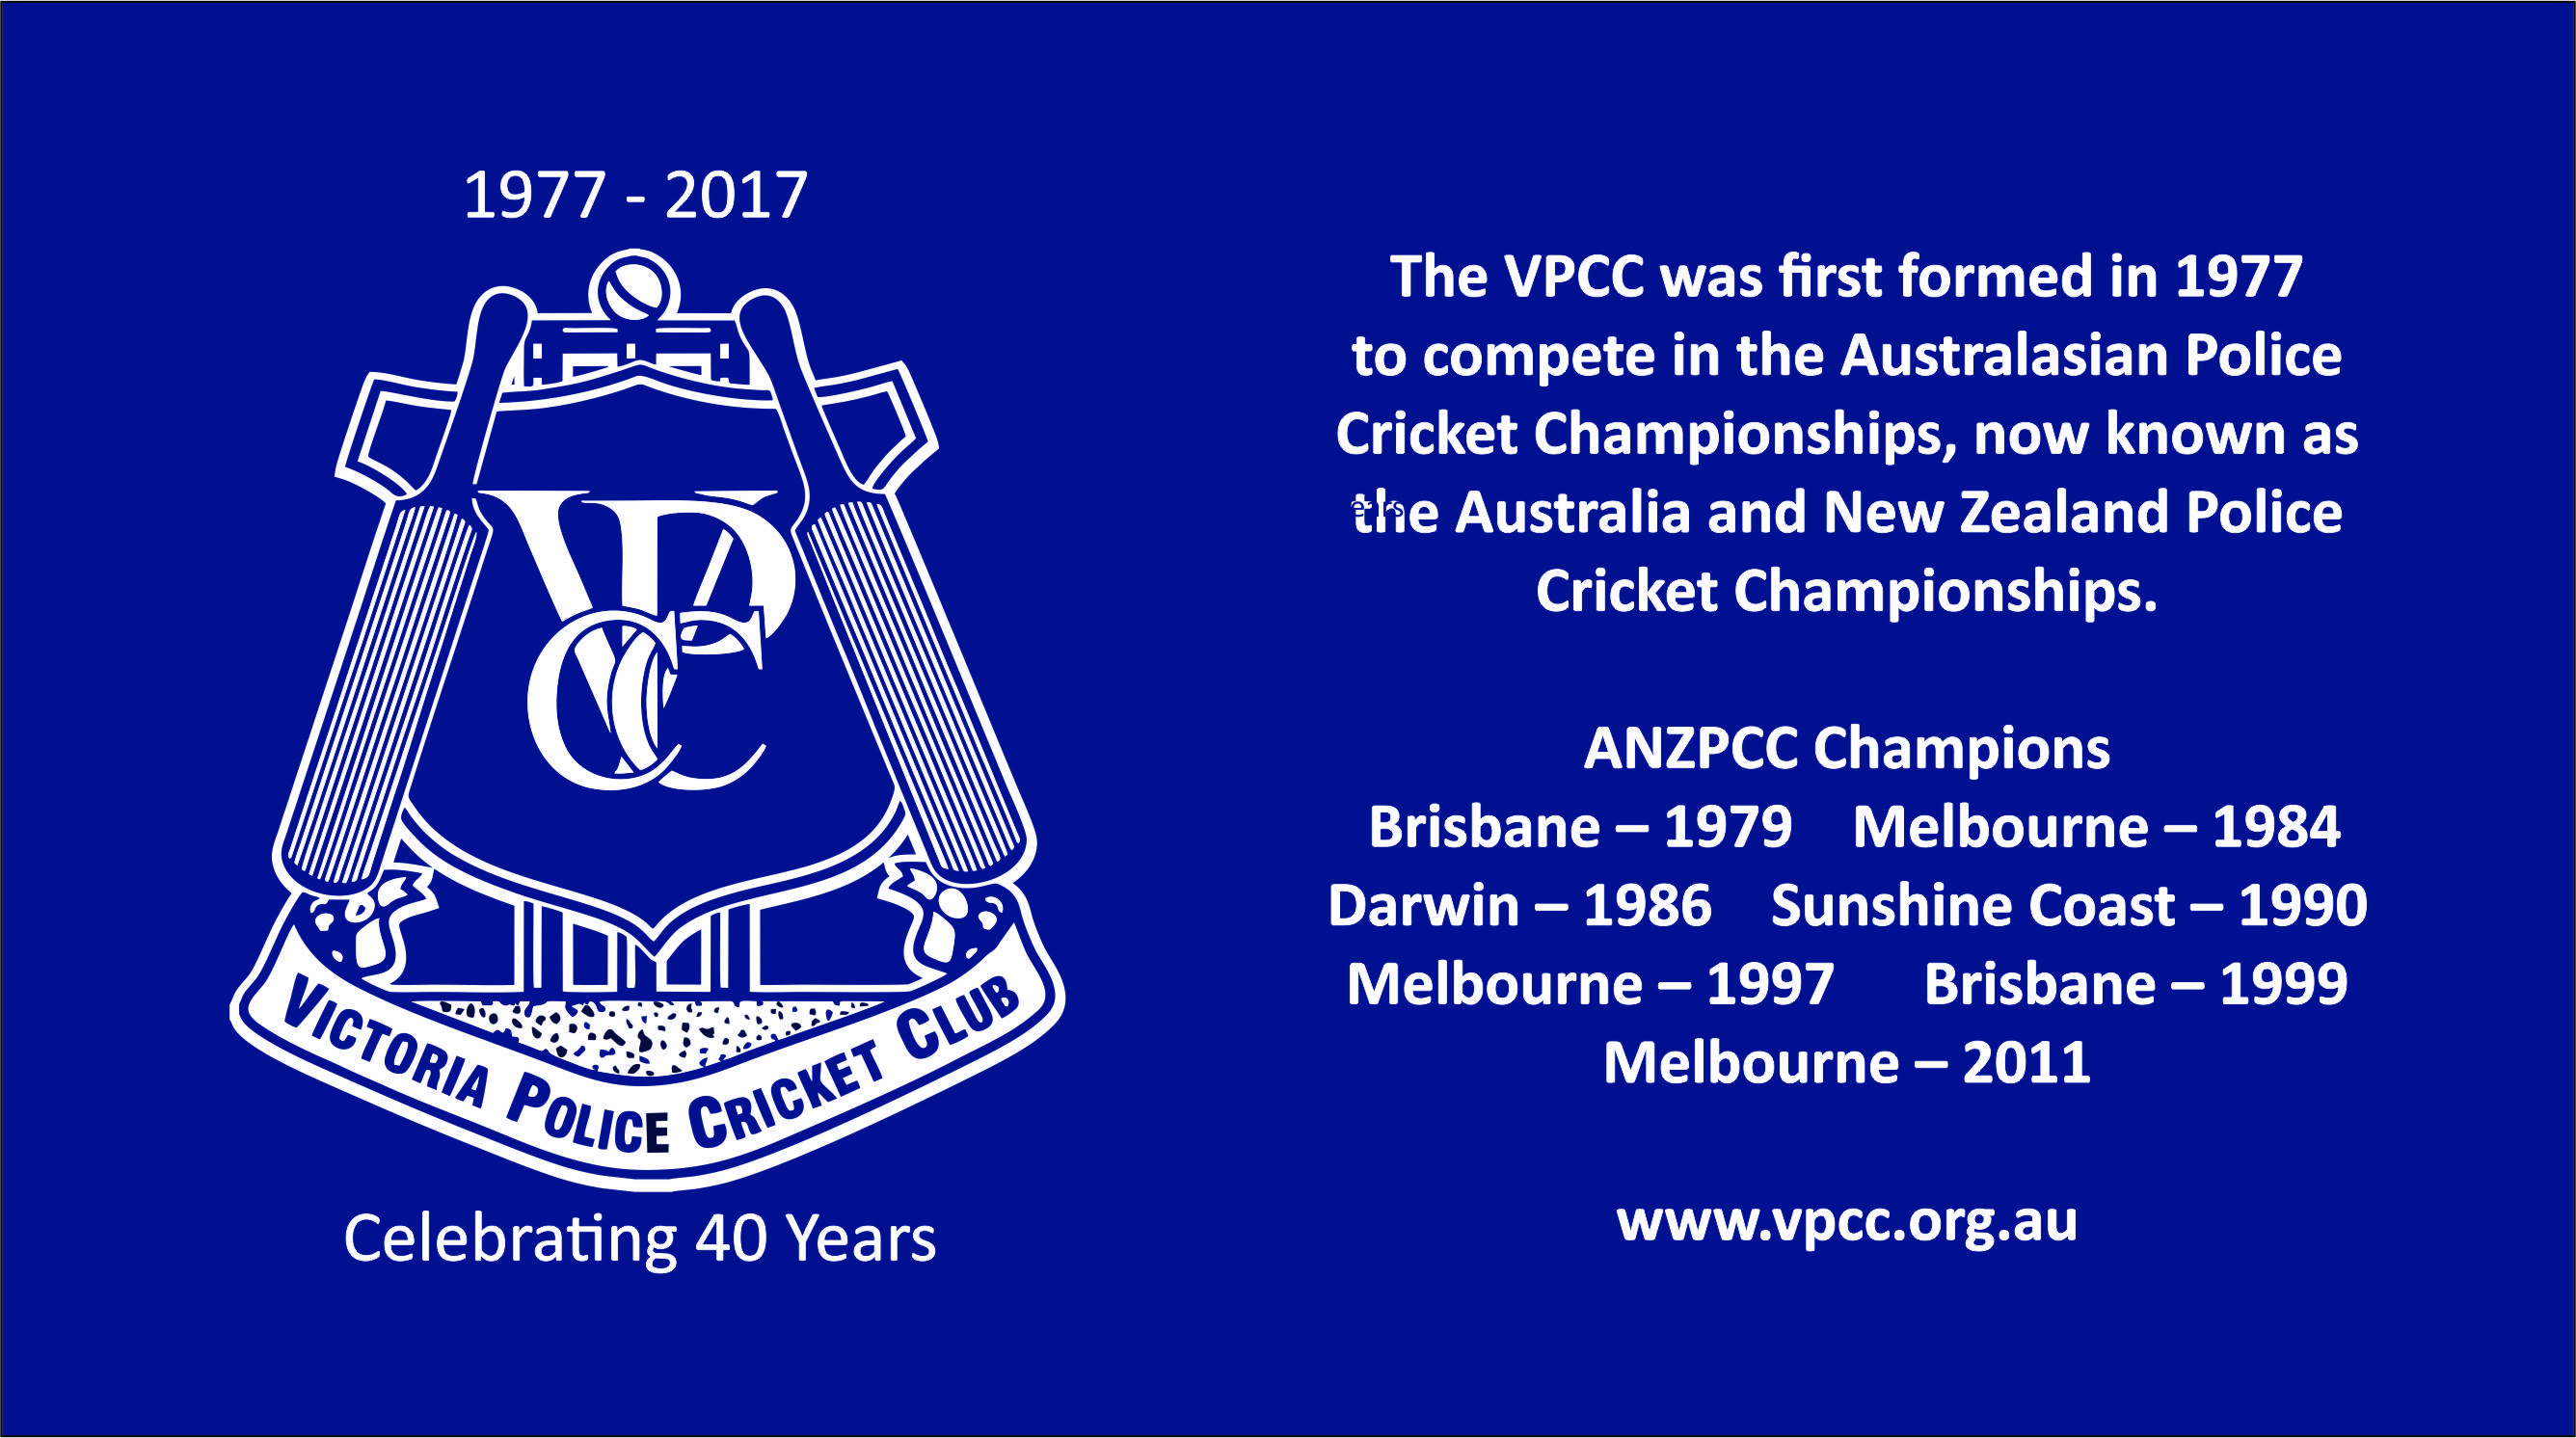 1977 - 2017
VPCC
VICTORIA POLICE CRICKET CLUB
Celebrating 40 Years
The VPCC was first formed in 1977
to compete in the Australasian Police
Cricket Championships, now known as
the Australia and New Zealand Police
Cricket Championships.
ANZPCC Champions
Brisbane – 1979 Melbourne – 1984
Darwin – 1986 Sunshine Coast – 1990
Melbourne – 1997 Brisbane – 1999
Melbourne – 2011
www.vpcc.org.au